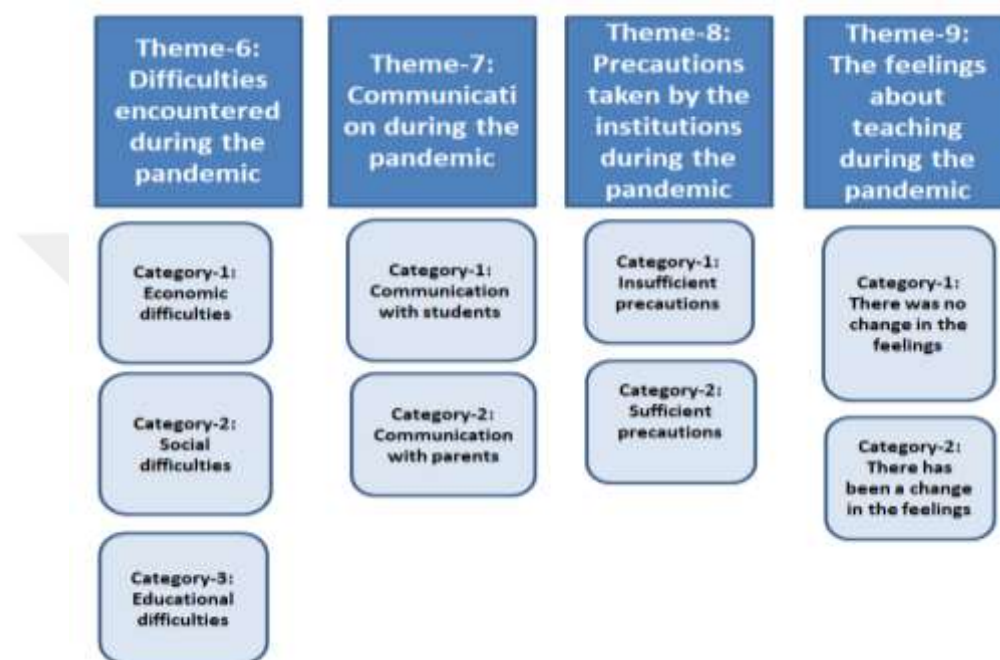 Theme-6:
Difficulties
encountered
during the
pandemic
Category-1:
Economic
difficulties
Category-2:
Social
difficulties
Category-3:
Educational
difficulties
Theme-7:
Communicati
on during the
pandemic
Category-1:
Communication
with students
Category-2:
Communication
with parents
Theme-8:
Precautions
taken by the
institutions
during the
pandemic
Category-1:
Insufficient
precautions
Category-2:
Sufficient
precautions
Theme-9:
The feelings
about
teaching
during the
pandemic
Category-1:
There was no
change in the
feelings
Category-2:
There has
been a change
in the feelings